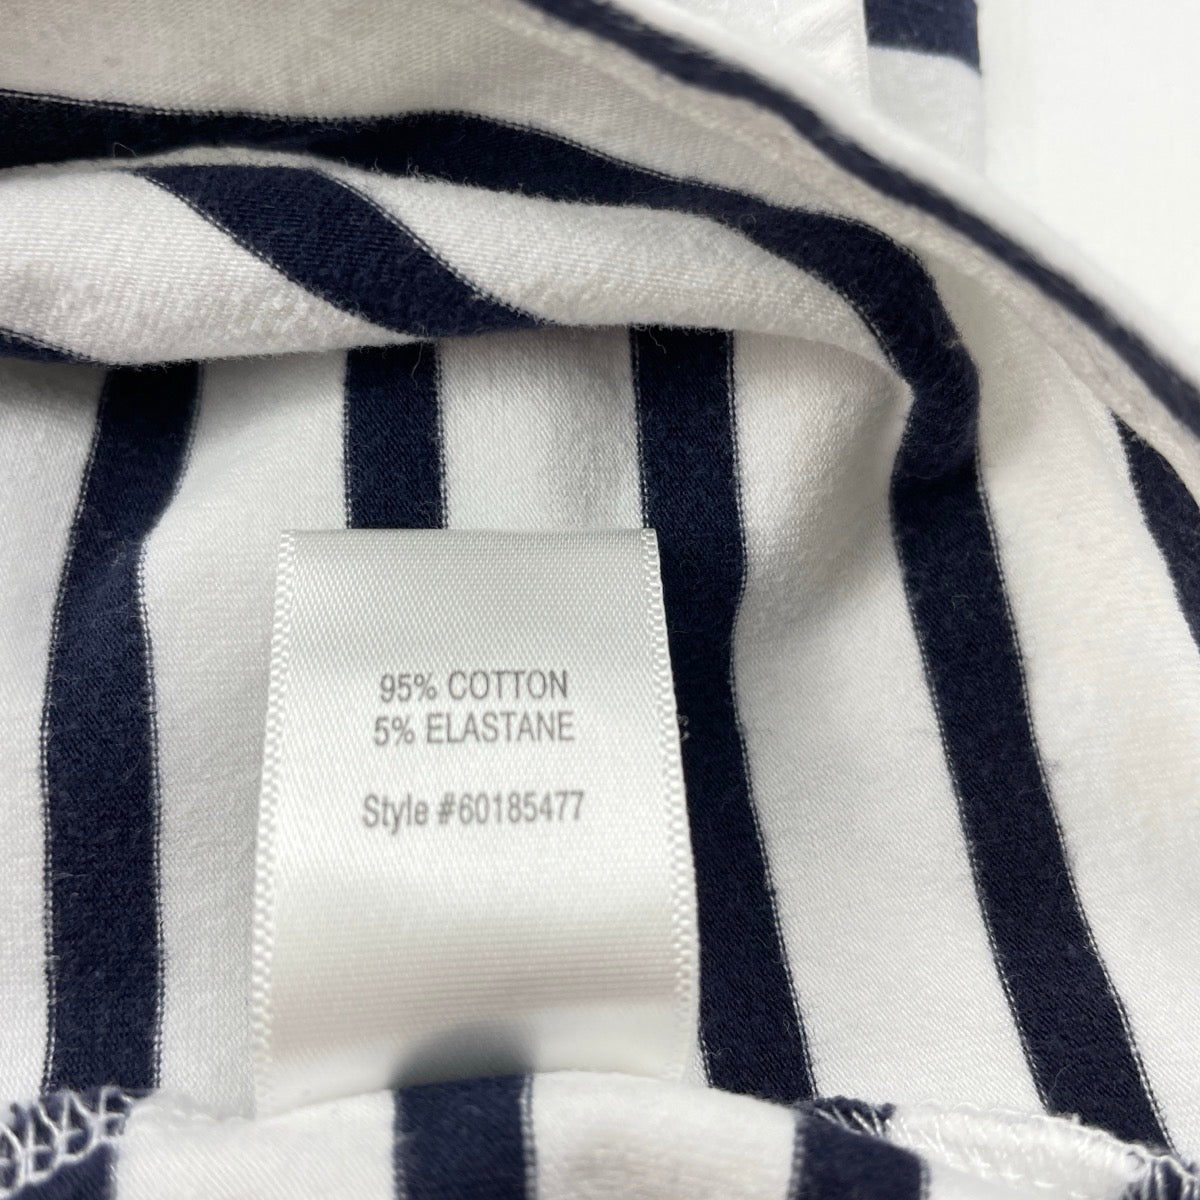 95% COTTON
5% ELASTANE
Style #60185477